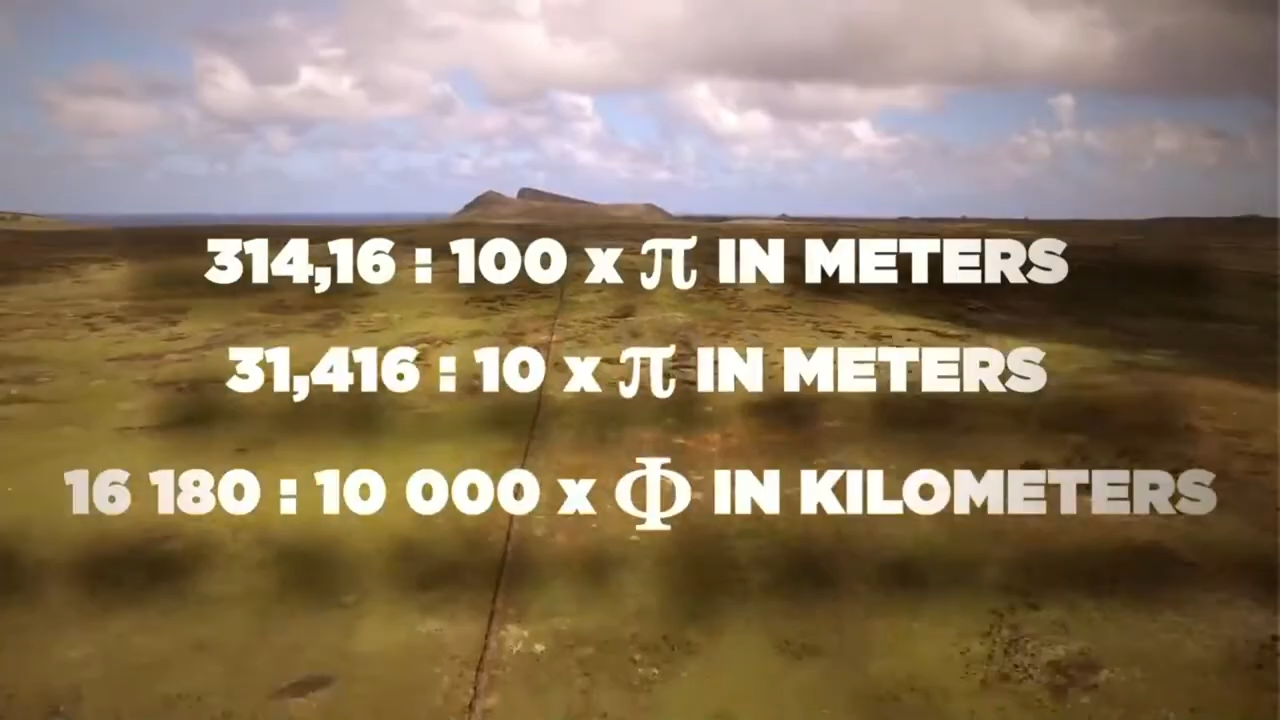 314,16 : 100 x π IN METERS
31,416 : 10 x π IN METERS
16 180 : 10 000 x Φ IN KILOMETERS